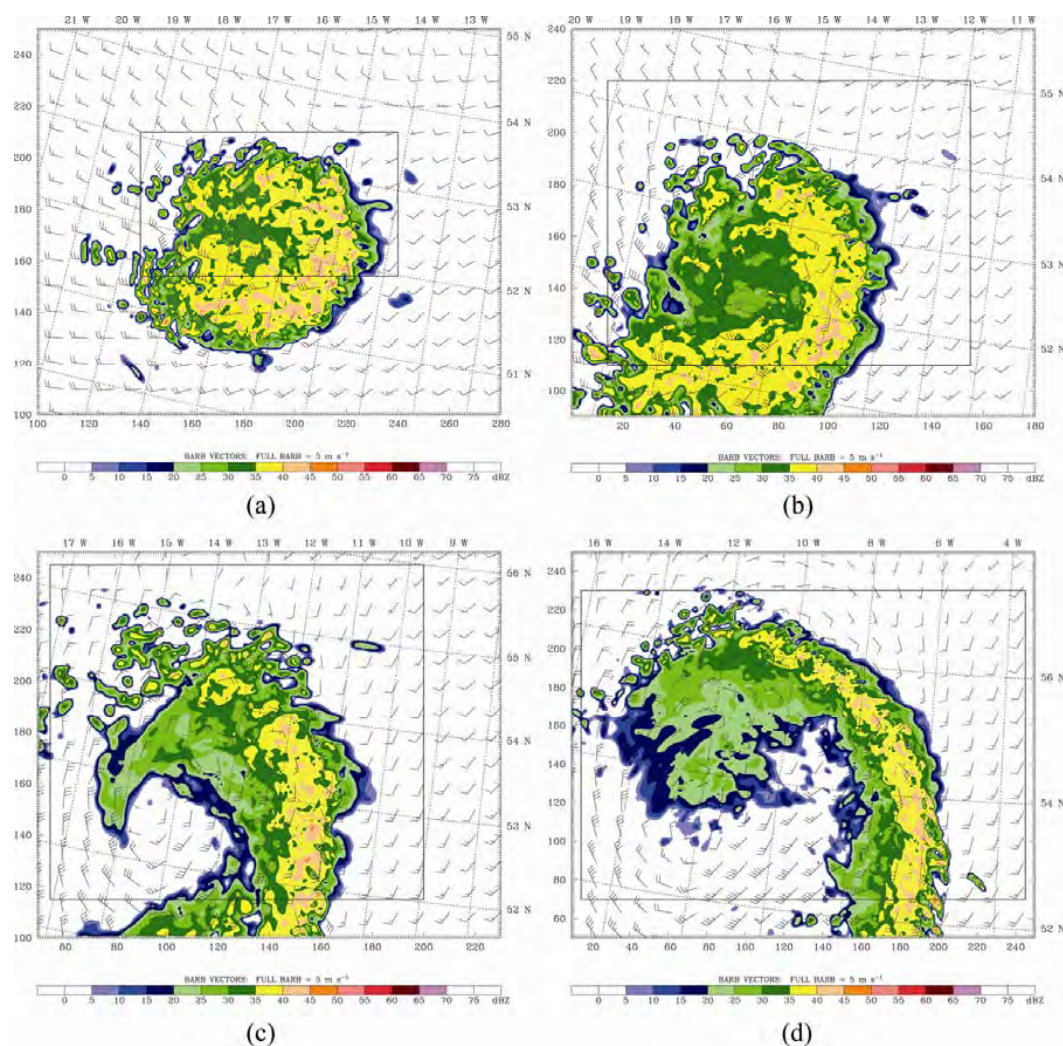 21 W 20 W 19 W 18 W 17 W 16 W 15 W 14 W 13 W
20 W 19 W 18 W 17 W 16 W 15 W 14 W 13 W 12 W 11 W
240 220 200 180 160 140 120 100
55 N 54 N 53 N 52 N 51 N
240 220 200 180 160 140 120 100
55 N 54 N 53 N 52 N
100 120 140 160 180 200 220 240 260 280
20 40 60 80 100 120 140 160 180
BARB VECTORS: FULL BARB = 5 m s⁻¹
0 5 10 15 20 25 30 35 40 45 50 55 60 65 70 75 dBZ
(a)
BARB VECTORS: FULL BARB = 5 m s⁻¹
0 5 10 15 20 25 30 35 40 45 50 55 60 65 70 75 dBZ
(b)
17 W 16 W 15 W 14 W 13 W 12 W 11 W 10 W 9 W
16 W 14 W 12 W 10 W 8 W 6 W 4 W
240 220 200 180 160 140 120 100
56 N 55 N 54 N 53 N 52 N
240 220 200 180 160 140 120 100 80 60
56 N 55 N 54 N 53 N 52 N
60 80 100 120 140 160 180 200 220
20 40 60 80 100 120 140 160 180 200 220 240
BARB VECTORS: FULL BARB = 5 m s⁻¹
0 5 10 15 20 25 30 35 40 45 50 55 60 65 70 75 dBZ
(c)
BARB VECTORS: FULL BARB = 5 m s⁻¹
0 5 10 15 20 25 30 35 40 45 50 55 60 65 70 75 dBZ
(d)